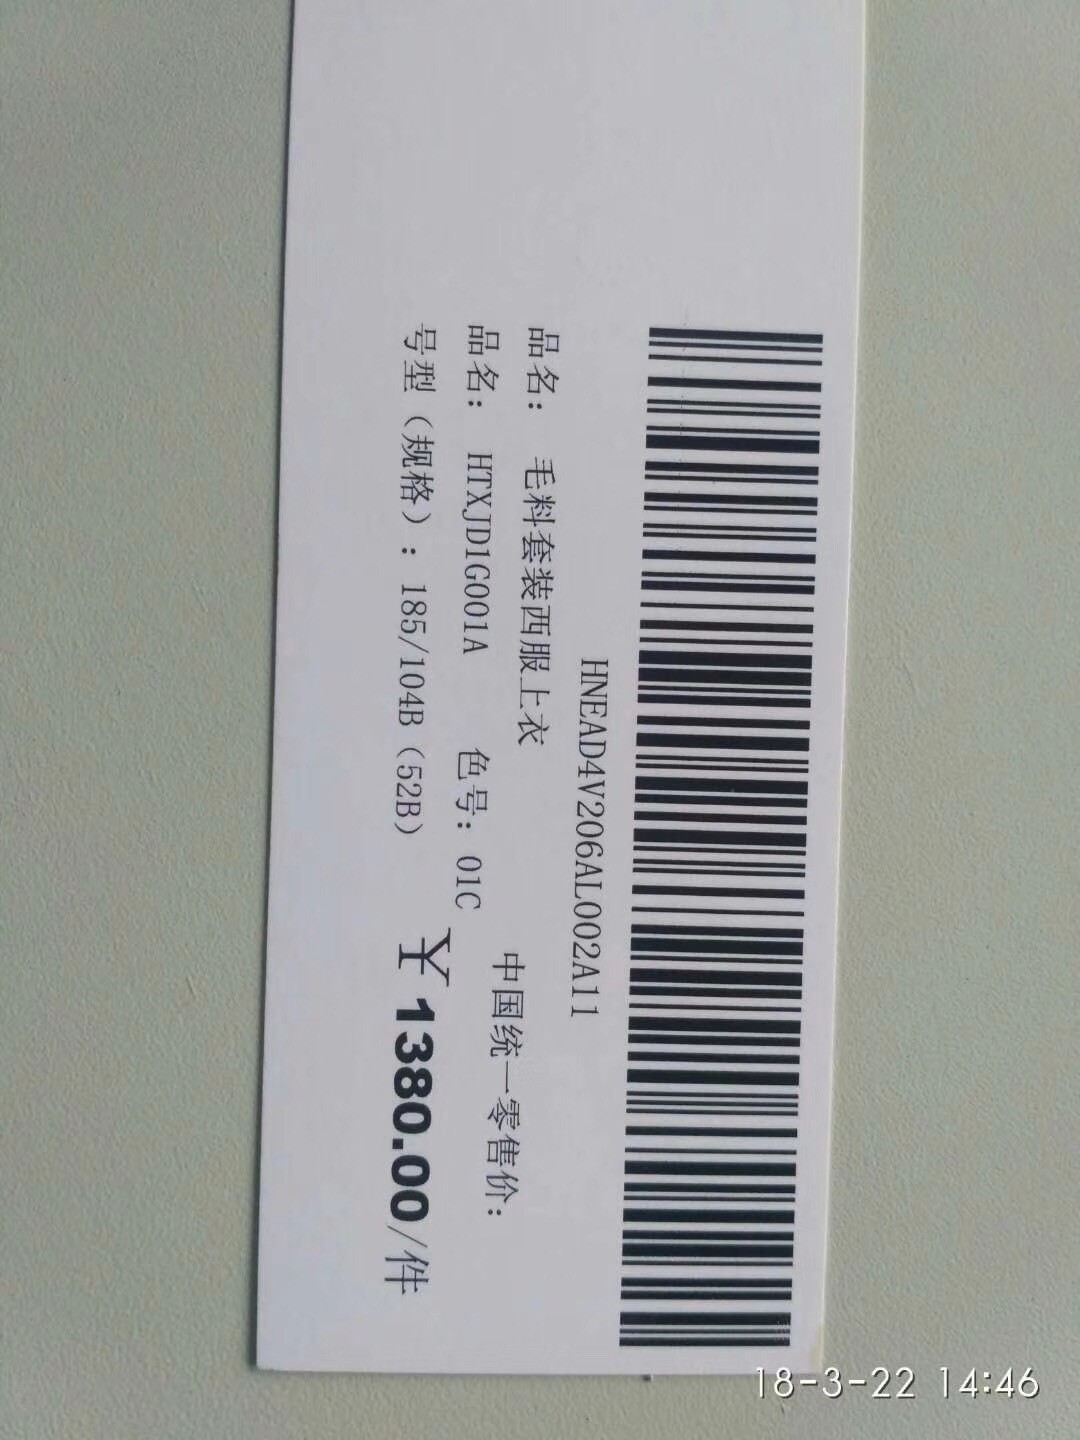 HNEAD4V206AL002A11
品名： 毛料套装西服上衣
品名： HTXJD1G001A 色号：01C 中国统一零售价：
号型（规格）：185/104B（52B） ￥1380.00/件
18-3-22 14:46